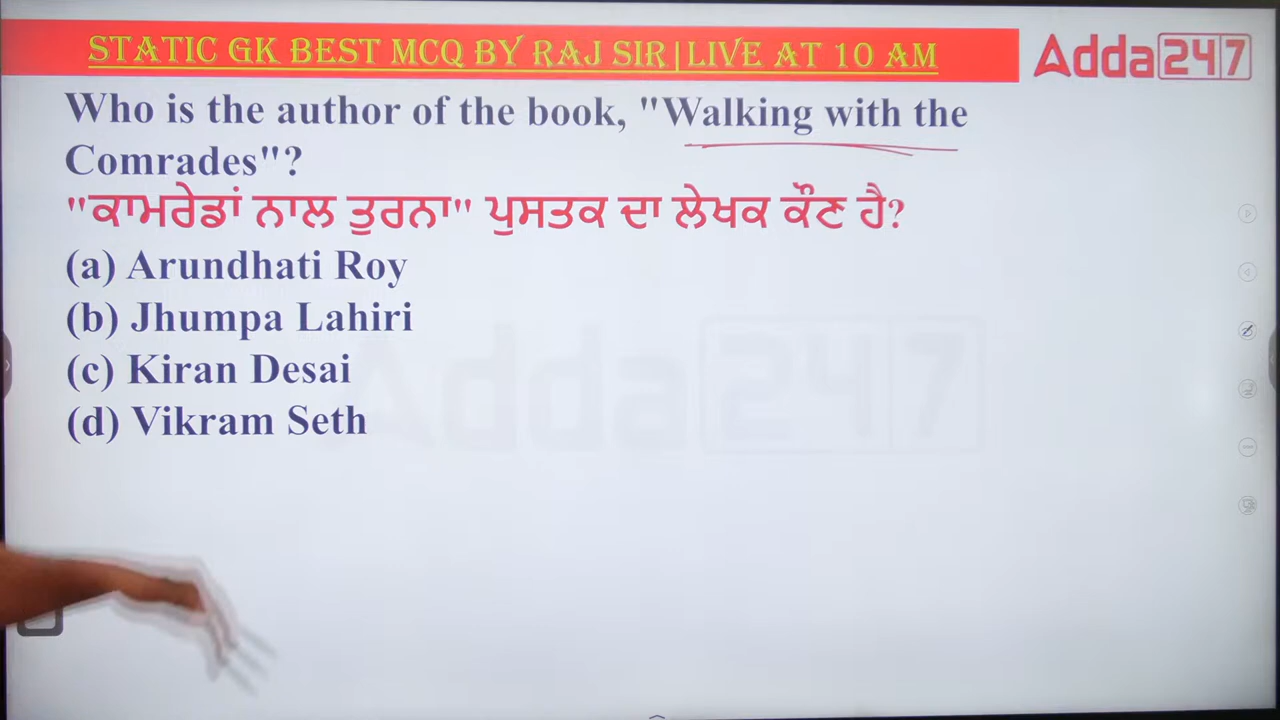 STATIC GK BEST MCQ BY RAJ SIR|LIVE AT 10 AM
Adda247
Who is the author of the book, "Walking with the
Comrades"?
"ਕਾਮਰੇਡਾਂ ਨਾਲ ਤੁਰਨਾ" ਪੁਸਤਕ ਦਾ ਲੇਖਕ ਕੌਣ ਹੈ?
(a) Arundhati Roy
(b) Jhumpa Lahiri
(c) Kiran Desai
(d) Vikram Seth
Adda247